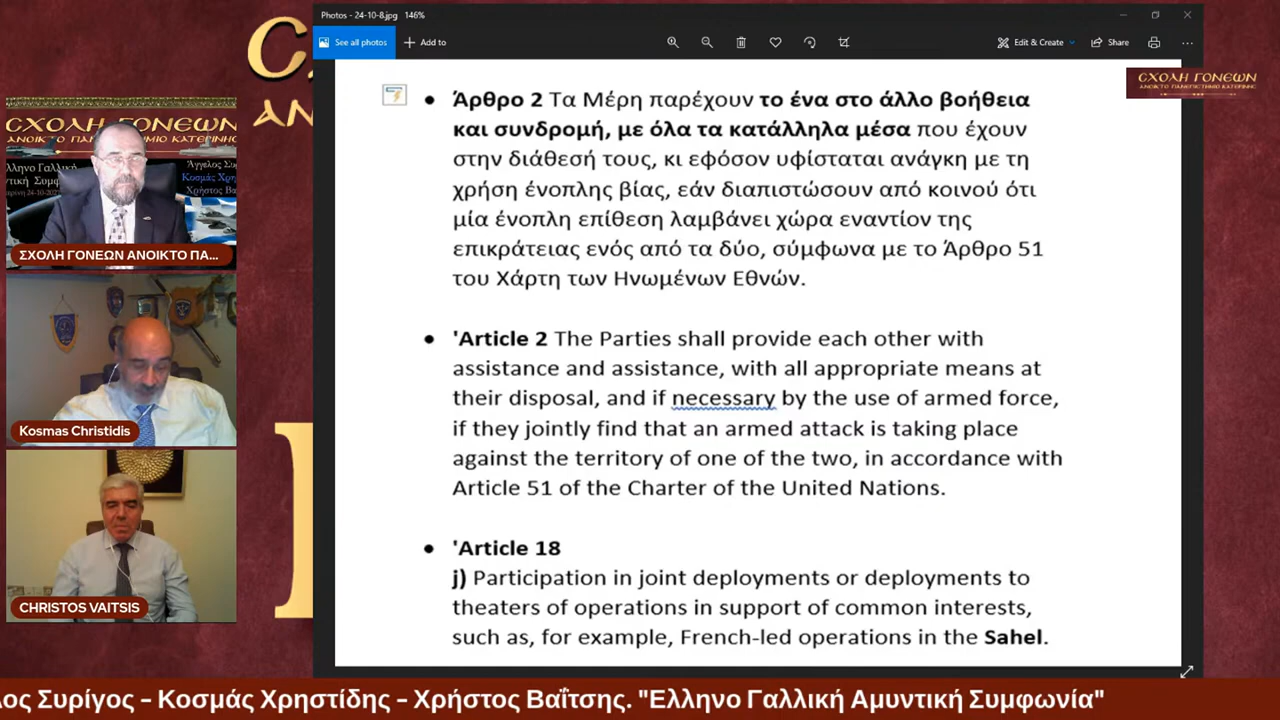 Photos - 24-10-8.jpg 146%
See all photos
Add to
Edit & Create
Share
ΣΧΟΛΗ ΓΟΝΕΩΝ
ΑΝΟΙΚΤΟ ΠΑΝΕΠΙΣΤΗΜΙΟ ΚΑΤΕΡΙΝΗΣ
ΣΧΟΛΗ ΓΟΝΕΩΝ
ΑΝΟΙΚΤΟ ΠΑΝΕΠΙΣΤΗΜΙΟ ΚΑΤΕΡΙΝΗΣ
ΣΧΟΛΗ ΓΟΝΕΩΝ ΑΝΟΙΚΤΟ ΠΑ...
Kosmas Christidis
CHRISTOS VAITSIS
• Άρθρο 2 Τα Μέρη παρέχουν το ένα στο άλλο βοήθεια
και συνδρομή, με όλα τα κατάλληλα μέσα που έχουν
στην διάθεσή τους, κι εφόσον υφίσταται ανάγκη με τη
χρήση ένοπλης βίας, εάν διαπιστώσουν από κοινού ότι
μία ένοπλη επίθεση λαμβάνει χώρα εναντίον της
επικράτειας ενός από τα δύο, σύμφωνα με το Άρθρο 51
του Χάρτη των Ηνωμένων Εθνών.
• 'Article 2 The Parties shall provide each other with
assistance and assistance, with all appropriate means at
their disposal, and if necessary by the use of armed force,
if they jointly find that an armed attack is taking place
against the territory of one of the two, in accordance with
Article 51 of the Charter of the United Nations.
• 'Article 18
j) Participation in joint deployments or deployments to
theaters of operations in support of common interests,
such as, for example, French-led operations in the Sahel.
λος Συρίγος – Κοσμάς Χρηστίδης – Χρήστος Βαΐτσης. "Ελληνο Γαλλική Αμυντική Συμφωνία"